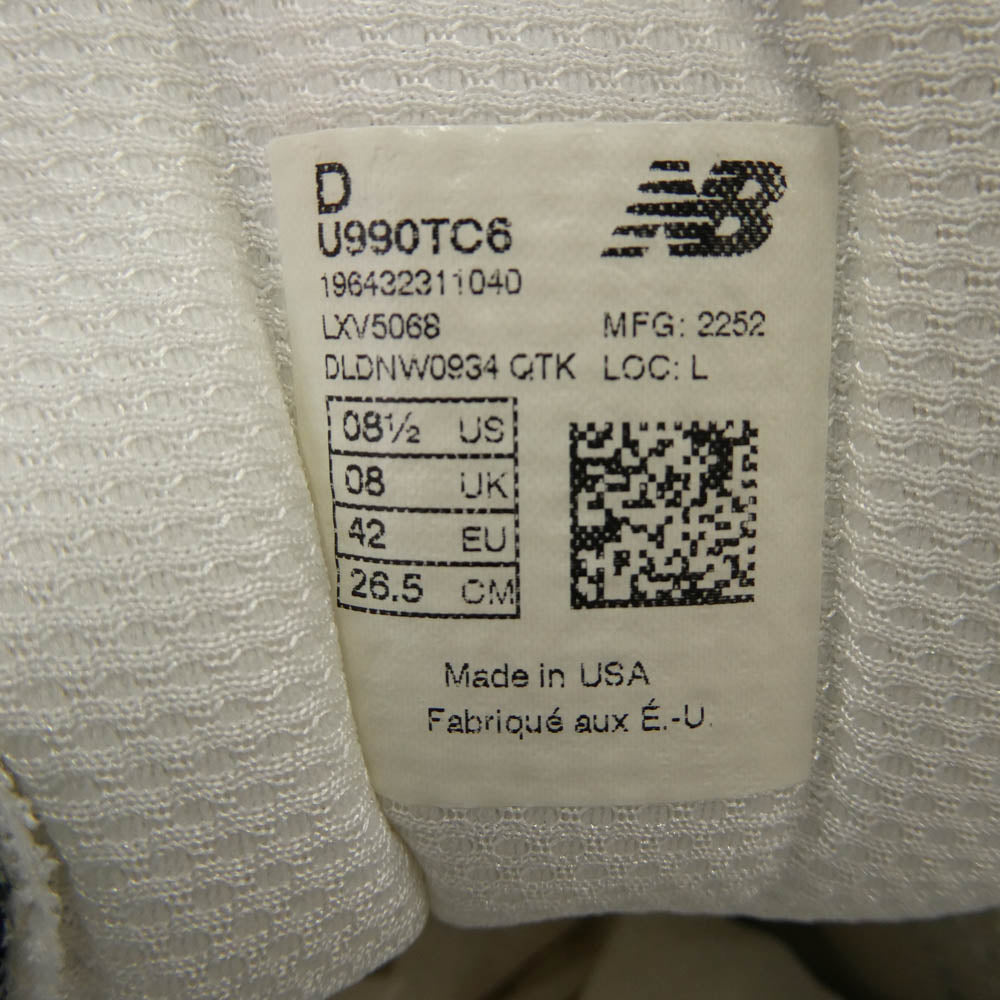 D
NB
U990TC6
196432311040
LXV5068 MFG: 2252
DLDNW0934 QTK LOC: L
08½ US
08 UK
42 EU
26.5 CM
Made in USA
Fabriqué aux É.-U.